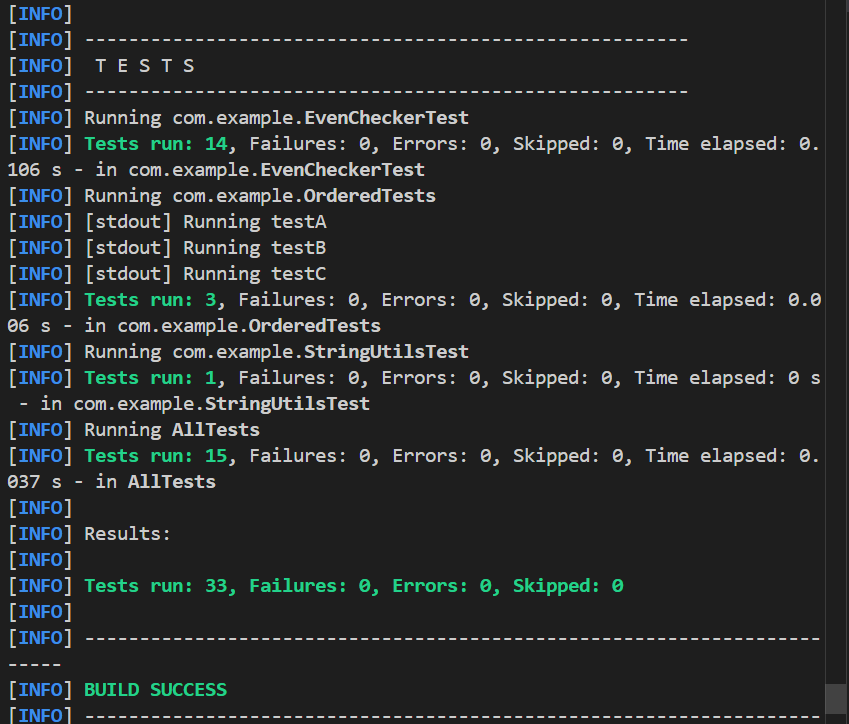 [INFO]
[INFO] -------------------------------------------------------
[INFO]  T E S T S
[INFO] -------------------------------------------------------
[INFO] Running com.example.EvenCheckerTest
[INFO] Tests run: 14, Failures: 0, Errors: 0, Skipped: 0, Time elapsed: 0.
106 s - in com.example.EvenCheckerTest
[INFO] Running com.example.OrderedTests
[INFO] [stdout] Running testA
[INFO] [stdout] Running testB
[INFO] [stdout] Running testC
[INFO] Tests run: 3, Failures: 0, Errors: 0, Skipped: 0, Time elapsed: 0.0
06 s - in com.example.OrderedTests
[INFO] Running com.example.StringUtilsTest
[INFO] Tests run: 1, Failures: 0, Errors: 0, Skipped: 0, Time elapsed: 0 s
 - in com.example.StringUtilsTest
[INFO] Running AllTests
[INFO] Tests run: 15, Failures: 0, Errors: 0, Skipped: 0, Time elapsed: 0.
037 s - in AllTests
[INFO]
[INFO] Results:
[INFO]
[INFO] Tests run: 33, Failures: 0, Errors: 0, Skipped: 0
[INFO]
[INFO] -------------------------------------------------------------------
-----
[INFO] BUILD SUCCESS
[INFO] -------------------------------------------------------------------